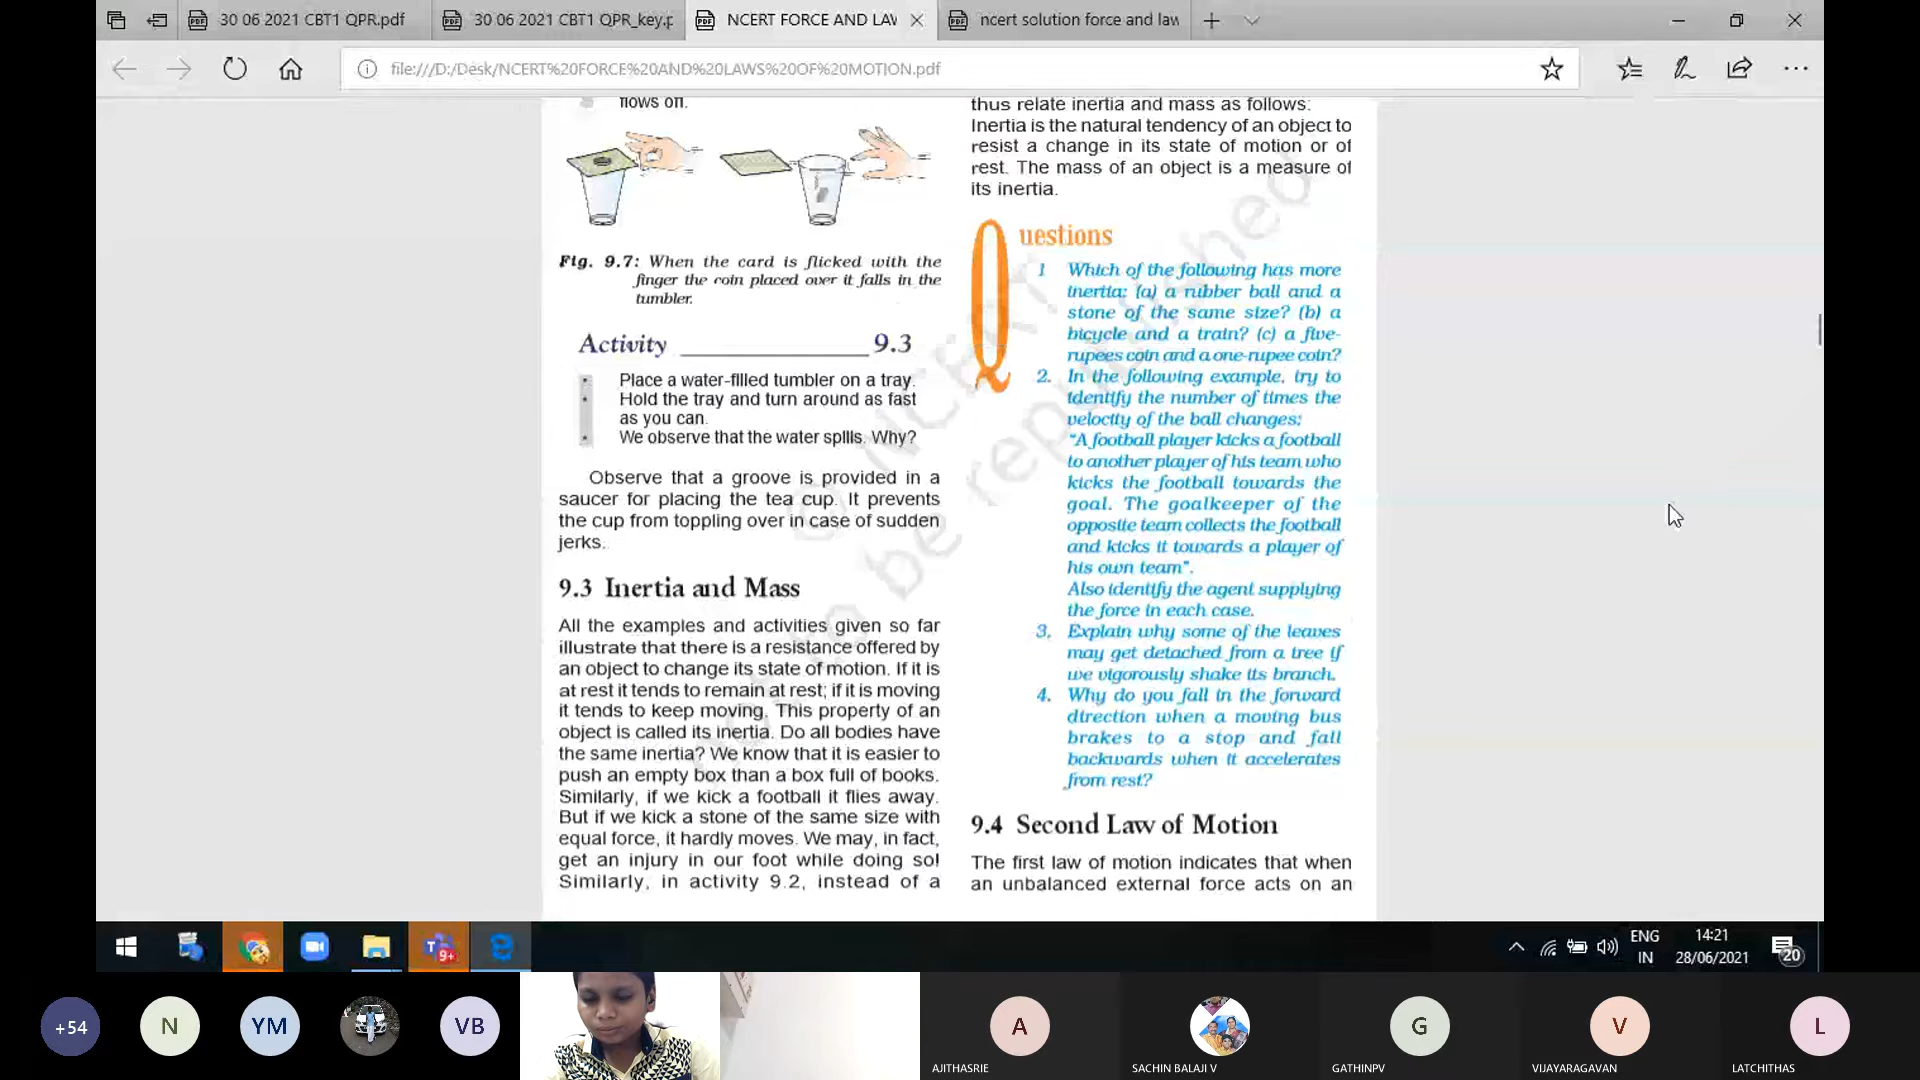 30 06 2021 CBT1 QPR.pdf
30 06 2021 CBT1 QPR_key.p
NCERT FORCE AND LAW
ncert solution force and law
file:///D:/Desk/NCERT%20FORCE%20AND%20LAWS%20OF%20MOTION.pdf
flows off.
Fig. 9.7: When the card is flicked with the
finger the coin placed over it falls in the
tumbler.
Activity _________________ 9.3
• Place a water-filled tumbler on a tray.
• Hold the tray and turn around as fast
as you can.
• We observe that the water spills. Why?
Observe that a groove is provided in a
saucer for placing the tea cup. It prevents
the cup from toppling over in case of sudden
jerks.
9.3 Inertia and Mass
All the examples and activities given so far
illustrate that there is a resistance offered by
an object to change its state of motion. If it is
at rest it tends to remain at rest; if it is moving
it tends to keep moving. This property of an
object is called its inertia. Do all bodies have
the same inertia? We know that it is easier to
push an empty box than a box full of books.
Similarly, if we kick a football it flies away.
But if we kick a stone of the same size with
equal force, it hardly moves. We may, in fact,
get an injury in our foot while doing so!
Similarly, in activity 9.2, instead of a
thus relate inertia and mass as follows:
Inertia is the natural tendency of an object to
resist a change in its state of motion or of
rest. The mass of an object is a measure of
its inertia.
Questions
1 Which of the following has more
inertia: (a) a rubber ball and a
stone of the same size? (b) a
bicycle and a train? (c) a five-
rupees coin and a one-rupee coin?
2. In the following example, try to
identify the number of times the
velocity of the ball changes:
"A football player kicks a football
to another player of his team who
kicks the football towards the
goal. The goalkeeper of the
opposite team collects the football
and kicks it towards a player of
his own team".
Also identify the agent supplying
the force in each case.
3. Explain why some of the leaves
may get detached from a tree if
we vigorously shake its branch.
4. Why do you fall in the forward
direction when a moving bus
brakes to a stop and fall
backwards when it accelerates
from rest?
9.4 Second Law of Motion
The first law of motion indicates that when
an unbalanced external force acts on an
© NCERT
not to be republished
9+
ENG
IN
14:21
28/06/2021
20
+54
N
YM
VB
A
AJITHASRIE
SACHIN BALAJI V
G
GATHINPV
V
VIJAYARAGAVAN
L
LATCHITHAS